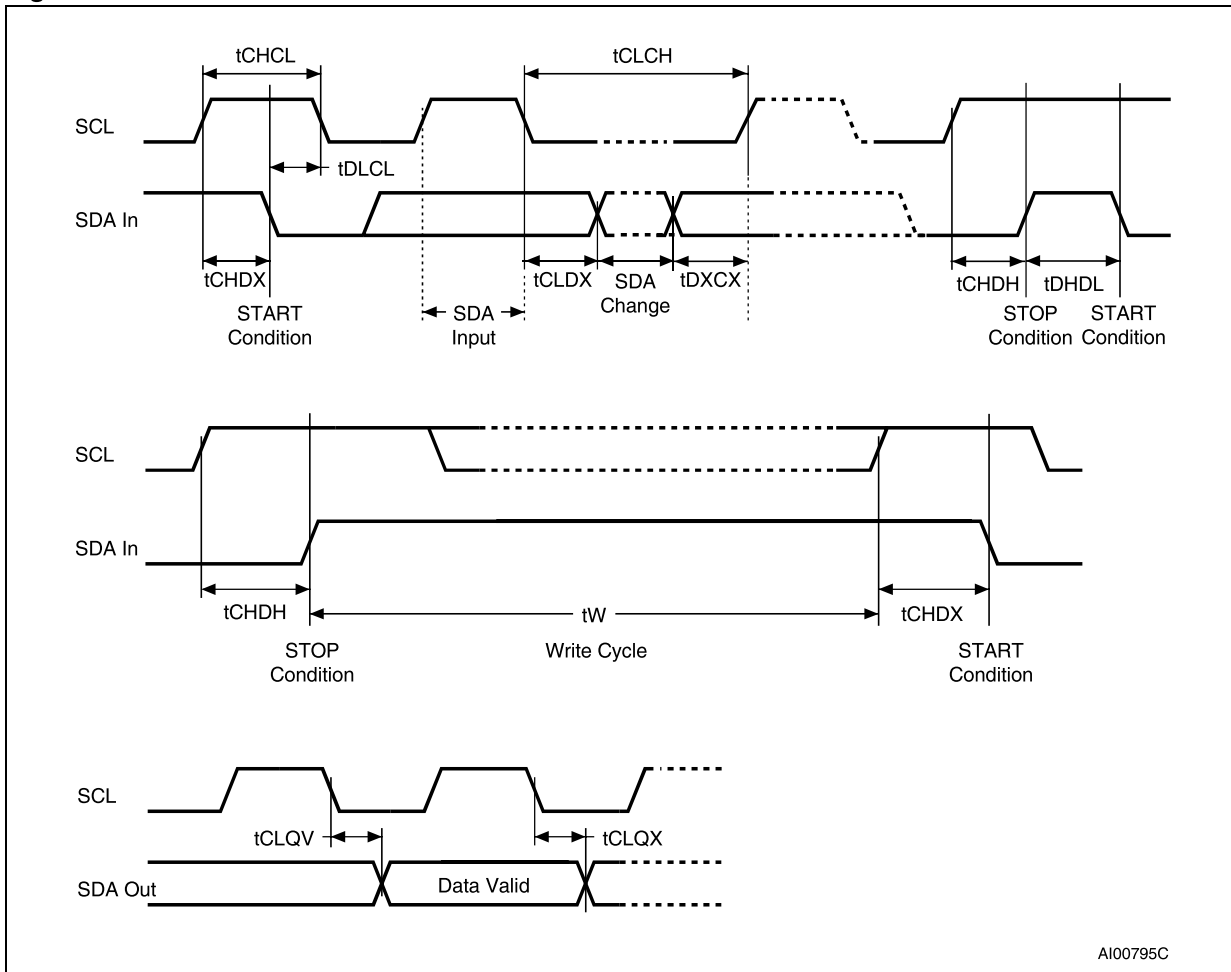 tCHCL
tCLCH
SCL
tDLCL
SDA In
tCHDX
START
Condition
SDA
Input
tCLDX
SDA
Change
tDXCX
tCHDH
tDHDL
STOP
Condition
START
Condition
SCL
SDA In
tCHDH
STOP
Condition
tW
Write Cycle
tCHDX
START
Condition
SCL
tCLQV
tCLQX
SDA Out
Data Valid
AI00795C